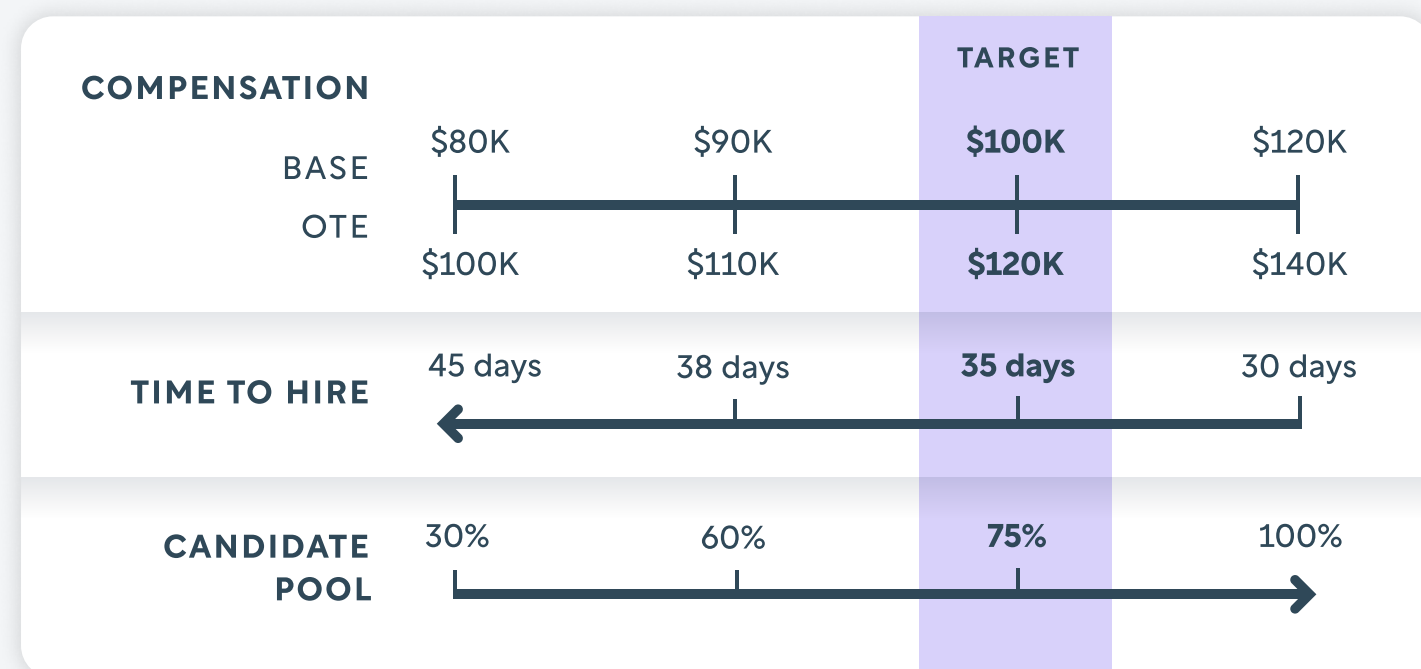 TARGET
COMPENSATION
$80K $90K $100K $120K
BASE
OTE
$100K $110K $120K $140K
45 days 38 days 35 days 30 days
TIME TO HIRE
30% 60% 75% 100%
CANDIDATE
POOL